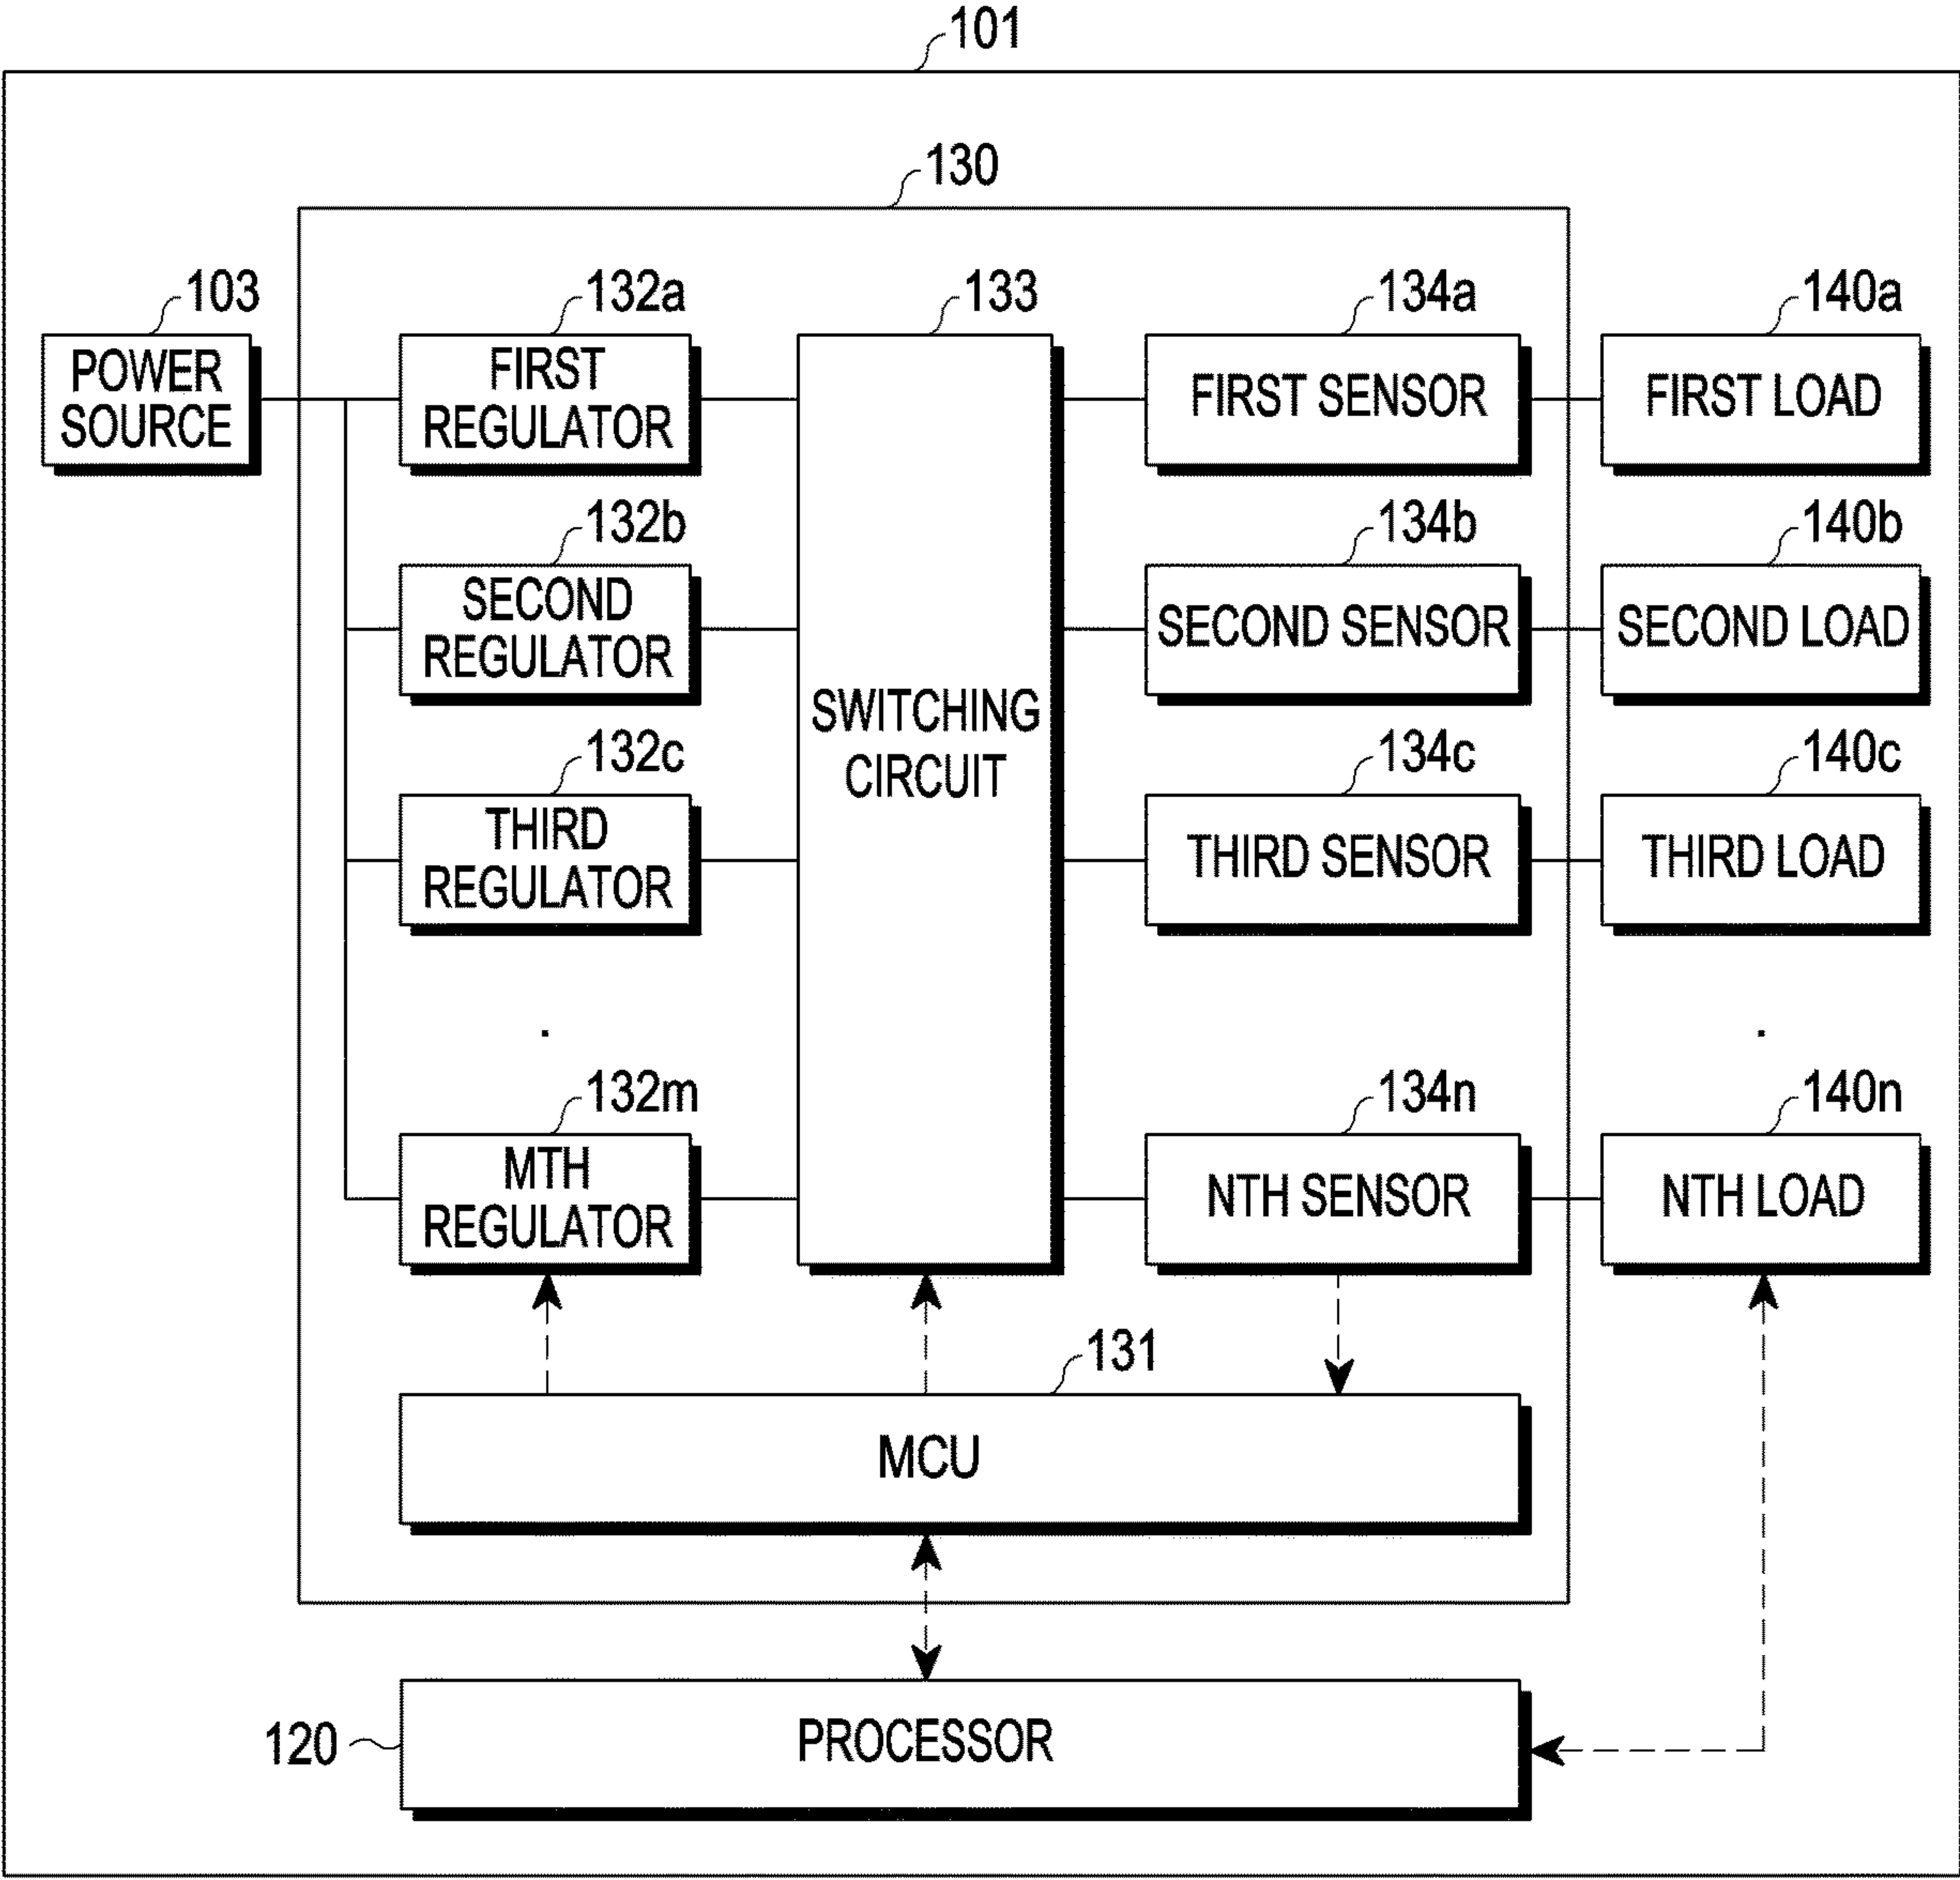 101
130
103
132a
133
134a
140a
POWER
SOURCE
FIRST
REGULATOR
FIRST SENSOR
FIRST LOAD
132b
134b
140b
SECOND
REGULATOR
SECOND SENSOR
SECOND LOAD
SWITCHING
CIRCUIT
132c
134c
140c
THIRD
REGULATOR
THIRD SENSOR
THIRD LOAD
132m
134n
140n
MTH
REGULATOR
NTH SENSOR
NTH LOAD
131
MCU
120
PROCESSOR